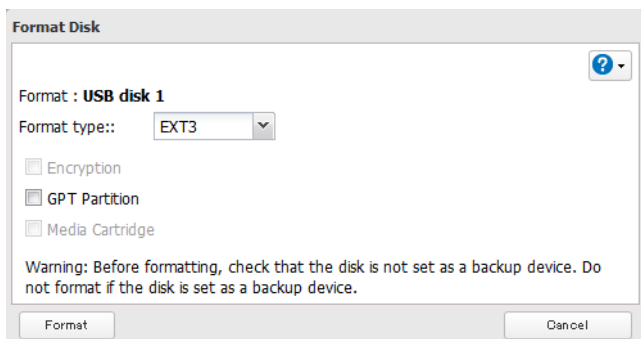 Format Disk
?
Format : USB disk 1
Format type:: EXT3
Encryption
GPT Partition
Media Cartridge
Warning: Before formatting, check that the disk is not set as a backup device. Do
not format if the disk is set as a backup device.
Format Cancel